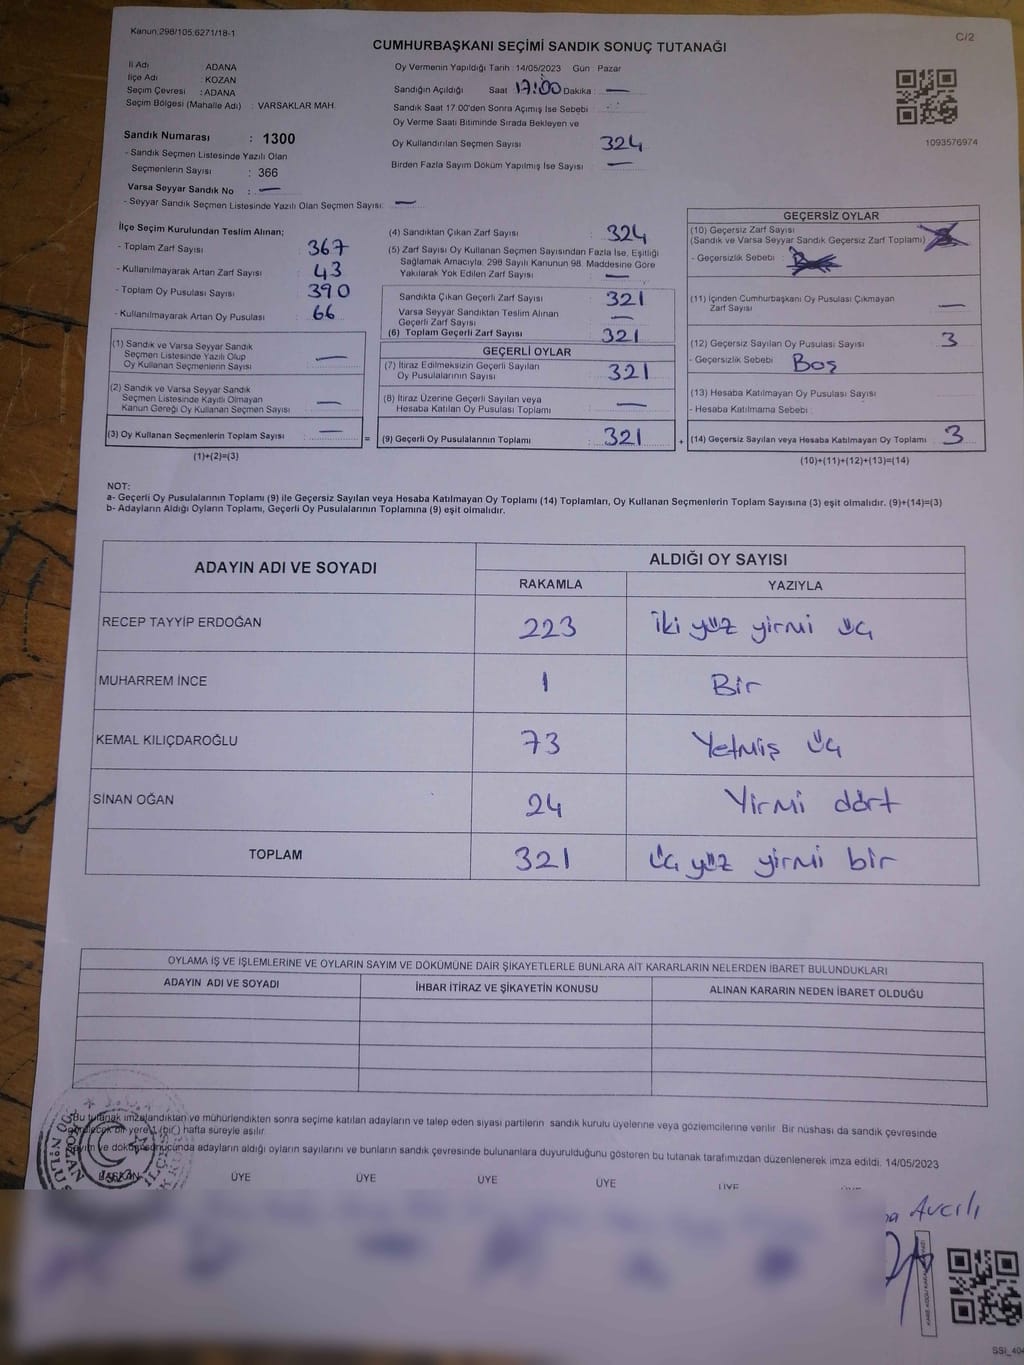 Kanun.298/105,6271/18-1
C/2
CUMHURBAŞKANI SEÇİMİ SANDIK SONUÇ TUTANAĞI
İl Adı ADANA
İlçe Adı KOZAN
Seçim Çevresi : ADANA
Seçim Bölgesi (Mahalle Adı) : VARSAKLAR MAH.
Sandık Numarası : 1300
- Sandık Seçmen Listesinde Yazılı Olan
Seçmenlerin Sayısı : 366
Varsa Seyyar Sandık No : —
- Seyyar Sandık Seçmen Listesinde Yazılı Olan Seçmen Sayısı: —
Oy Vermenin Yapıldığı Tarih : 14/05/2023 Gün : Pazar
Sandığın Açıldığı Saat 17:00 Dakika : —
Sandık Saat 17.00'den Sonra Açımış İse Sebebi :
Oy Verme Saati Bitiminde Sırada Bekleyen ve
Oy Kullandırılan Seçmen Sayısı 324
Birden Fazla Sayım Döküm Yapılmış İse Sayısı : —
1093576974
İlçe Seçim Kurulundan Teslim Alınan;
- Toplam Zarf Sayısı : 367
- Kullanılmayarak Artan Zarf Sayısı : 43
- Toplam Oy Pusulası Sayısı : 390
- Kullanılmayarak Artan Oy Pusulası : 66
(1) Sandık ve Varsa Seyyar Sandık
Seçmen Listesinde Yazılı Olup
Oy Kullanan Seçmenlerin Sayısı : —
(2) Sandık ve Varsa Seyyar Sandık
Seçmen Listesinde Kayıtlı Olmayan
Kanun Gereği Oy Kullanan Seçmen Sayısı : —
(3) Oy Kullanan Seçmenlerin Toplam Sayısı : —
(1)+(2)=(3)
(4) Sandıktan Çıkan Zarf Sayısı : 324
(5) Zarf Sayısı Oy Kullanan Seçmen Sayısından Fazla İse, Eşitliği
Sağlamak Amacıyla; 298 Sayılı Kanunun 98. Maddesine Göre
Yakılarak Yok Edilen Zarf Sayısı : —
Sandıkta Çıkan Geçerli Zarf Sayısı : 321
Varsa Seyyar Sandıktan Teslim Alınan
Geçerli Zarf Sayısı : —
(6) Toplam Geçerli Zarf Sayısı : 321
GEÇERLİ OYLAR
(7) İtiraz Edilmeksizin Geçerli Sayılan
Oy Pusulalarının Sayısı : 321
(8) İtiraz Üzerine Geçerli Sayılan veya
Hesaba Katılan Oy Pusulası Toplamı : —
= (9) Geçerli Oy Pusulalarının Toplamı : 321
GEÇERSİZ OYLAR
(10) Geçersiz Zarf Sayısı
(Sandık ve Varsa Seyyar Sandık Geçersiz Zarf Toplamı)
- Geçersizlik Sebebi :
(11) İçinden Cumhurbaşkanı Oy Pusulası Çıkmayan
Zarf Sayısı —
(12) Geçersiz Sayılan Oy Pusulası Sayısı : 3
- Geçersizlik Sebebi : Boş
(13) Hesaba Katılmayan Oy Pusulası Sayısı
- Hesaba Katılmama Sebebi :
+ (14) Geçersiz Sayılan veya Hesaba Katılmayan Oy Toplamı : 3
(10)+(11)+(12)+(13)=(14)
NOT:
a- Geçerli Oy Pusulalarının Toplamı (9) ile Geçersiz Sayılan veya Hesaba Katılmayan Oy Toplamı (14) Toplamları, Oy Kullanan Seçmenlerin Toplam Sayısına (3) eşit olmalıdır. (9)+(14)=(3)
b- Adayların Aldığı Oyların Toplamı, Geçerli Oy Pusulalarının Toplamına (9) eşit olmalıdır.
ADAYIN ADI VE SOYADI ALDIĞI OY SAYISI
RAKAMLA YAZIYLA
RECEP TAYYİP ERDOĞAN 223 iki yüz yirmi üç
MUHARREM İNCE 1 Bir
KEMAL KILIÇDAROĞLU 73 Yetmiş üç
SİNAN OĞAN 24 Yirmi dört
TOPLAM 321 üç yüz yirmi bir
OYLAMA İŞ VE İŞLEMLERİNE VE OYLARIN SAYIM VE DÖKÜMÜNE DAİR ŞİKAYETLERLE BUNLARA AİT KARARLARIN NELERDEN İBARET BULUNDUKLARI
ADAYIN ADI VE SOYADI İHBAR İTİRAZ VE ŞİKAYETİN KONUSU ALINAN KARARIN NEDEN İBARET OLDUĞU
Bu tutanak imzalandıktan ve mühürlendikten sonra seçime katılan adayların ve talep eden siyasi partilerin sandık kurulu üyelerine veya gözlemcilerine verilir. Bir nüshası da sandık çevresinde
bir yere 1 (bir) hafta süreyle asılır.
ve döküm sonucunda adayların aldığı oyların sayılarını ve bunların sandık çevresinde bulunanlara duyurulduğunu gösteren bu tutanak tarafımızdan düzenlenerek imza edildi. 14/05/2023
BAŞKAN ÜYE ÜYE ÜYE ÜYE ÜYE
Avcılı